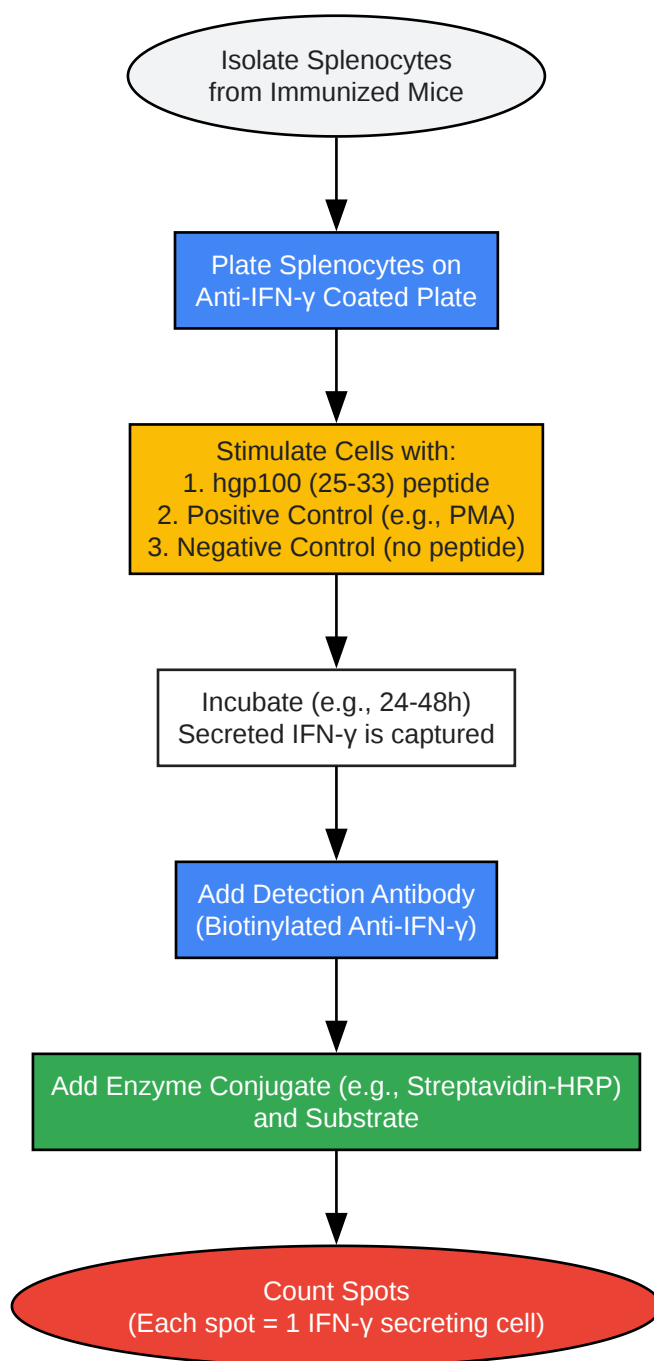 Isolate Splenocytes
from Immunized Mice
Plate Splenocytes on
Anti-IFN-γ Coated Plate
Stimulate Cells with:
1. hgp100 (25-33) peptide
2. Positive Control (e.g., PMA)
3. Negative Control (no peptide)
Incubate (e.g., 24-48h)
Secreted IFN-γ is captured
Add Detection Antibody
(Biotinylated Anti-IFN-γ)
Add Enzyme Conjugate (e.g., Streptavidin-HRP)
and Substrate
Count Spots
(Each spot = 1 IFN-γ secreting cell)